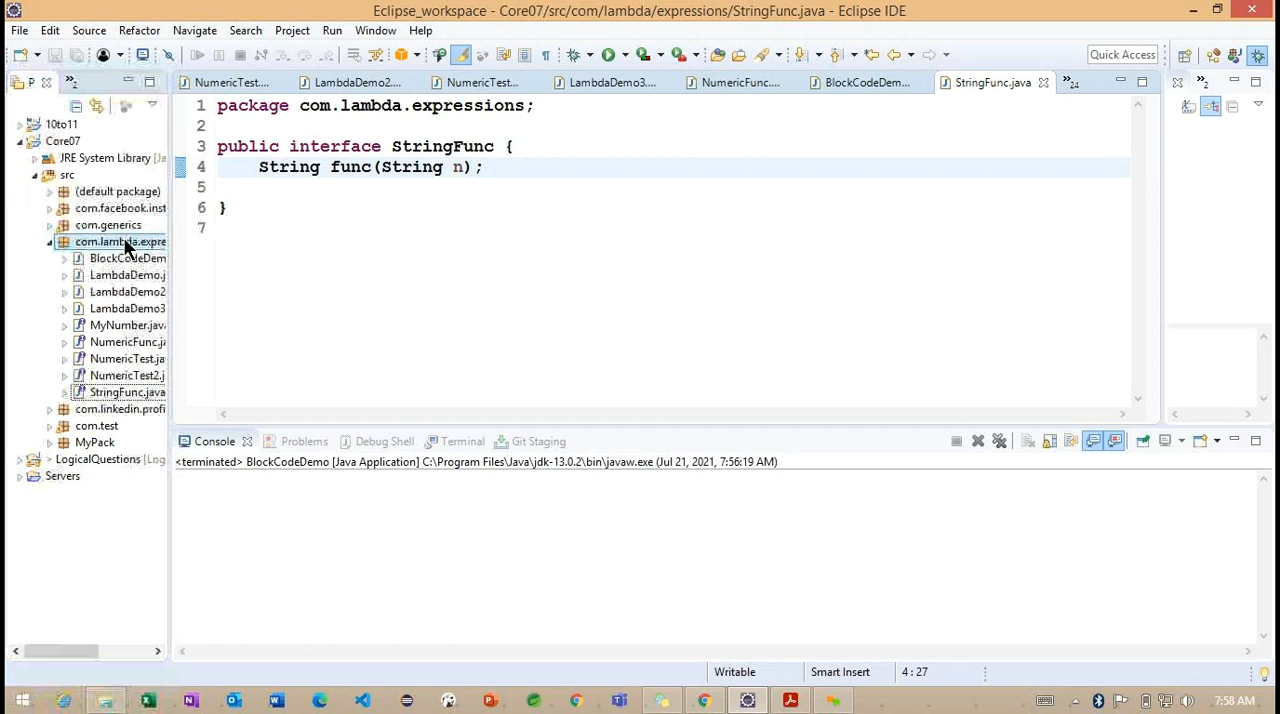 Eclipse_workspace - Core07/src/com/lambda/expressions/StringFunc.java - Eclipse IDE
File Edit Source Refactor Navigate Search Project Run Window Help
Quick Access
P
2
NumericTest...
LambdaDemo2....
NumericTest...
LambdaDemo3....
NumericFunc...
BlockCodeDem...
StringFunc.java
24
2
10to11
Core07
JRE System Library [Ja
src
(default package)
com.facebook.inst
com.generics
com.lambda.expre
BlockCodeDem
LambdaDemo.j
LambdaDemo2
LambdaDemo3
MyNumber.java
NumericFunc.j
NumericTest.ja
NumericTest2.j
StringFunc.java
com.linkedin.profi
com.test
MyPack
> LogicalQuestions [Log
Servers
1 package com.lambda.expressions;
2
3 public interface StringFunc {
4 String func(String n);
5
6 }
7
Console Problems Debug Shell Terminal Git Staging
<terminated> BlockCodeDemo [Java Application] C:\Program Files\Java\jdk-13.0.2\bin\javaw.exe (Jul 21, 2021, 7:56:19 AM)
Writable Smart Insert 4 : 27
7:58 AM